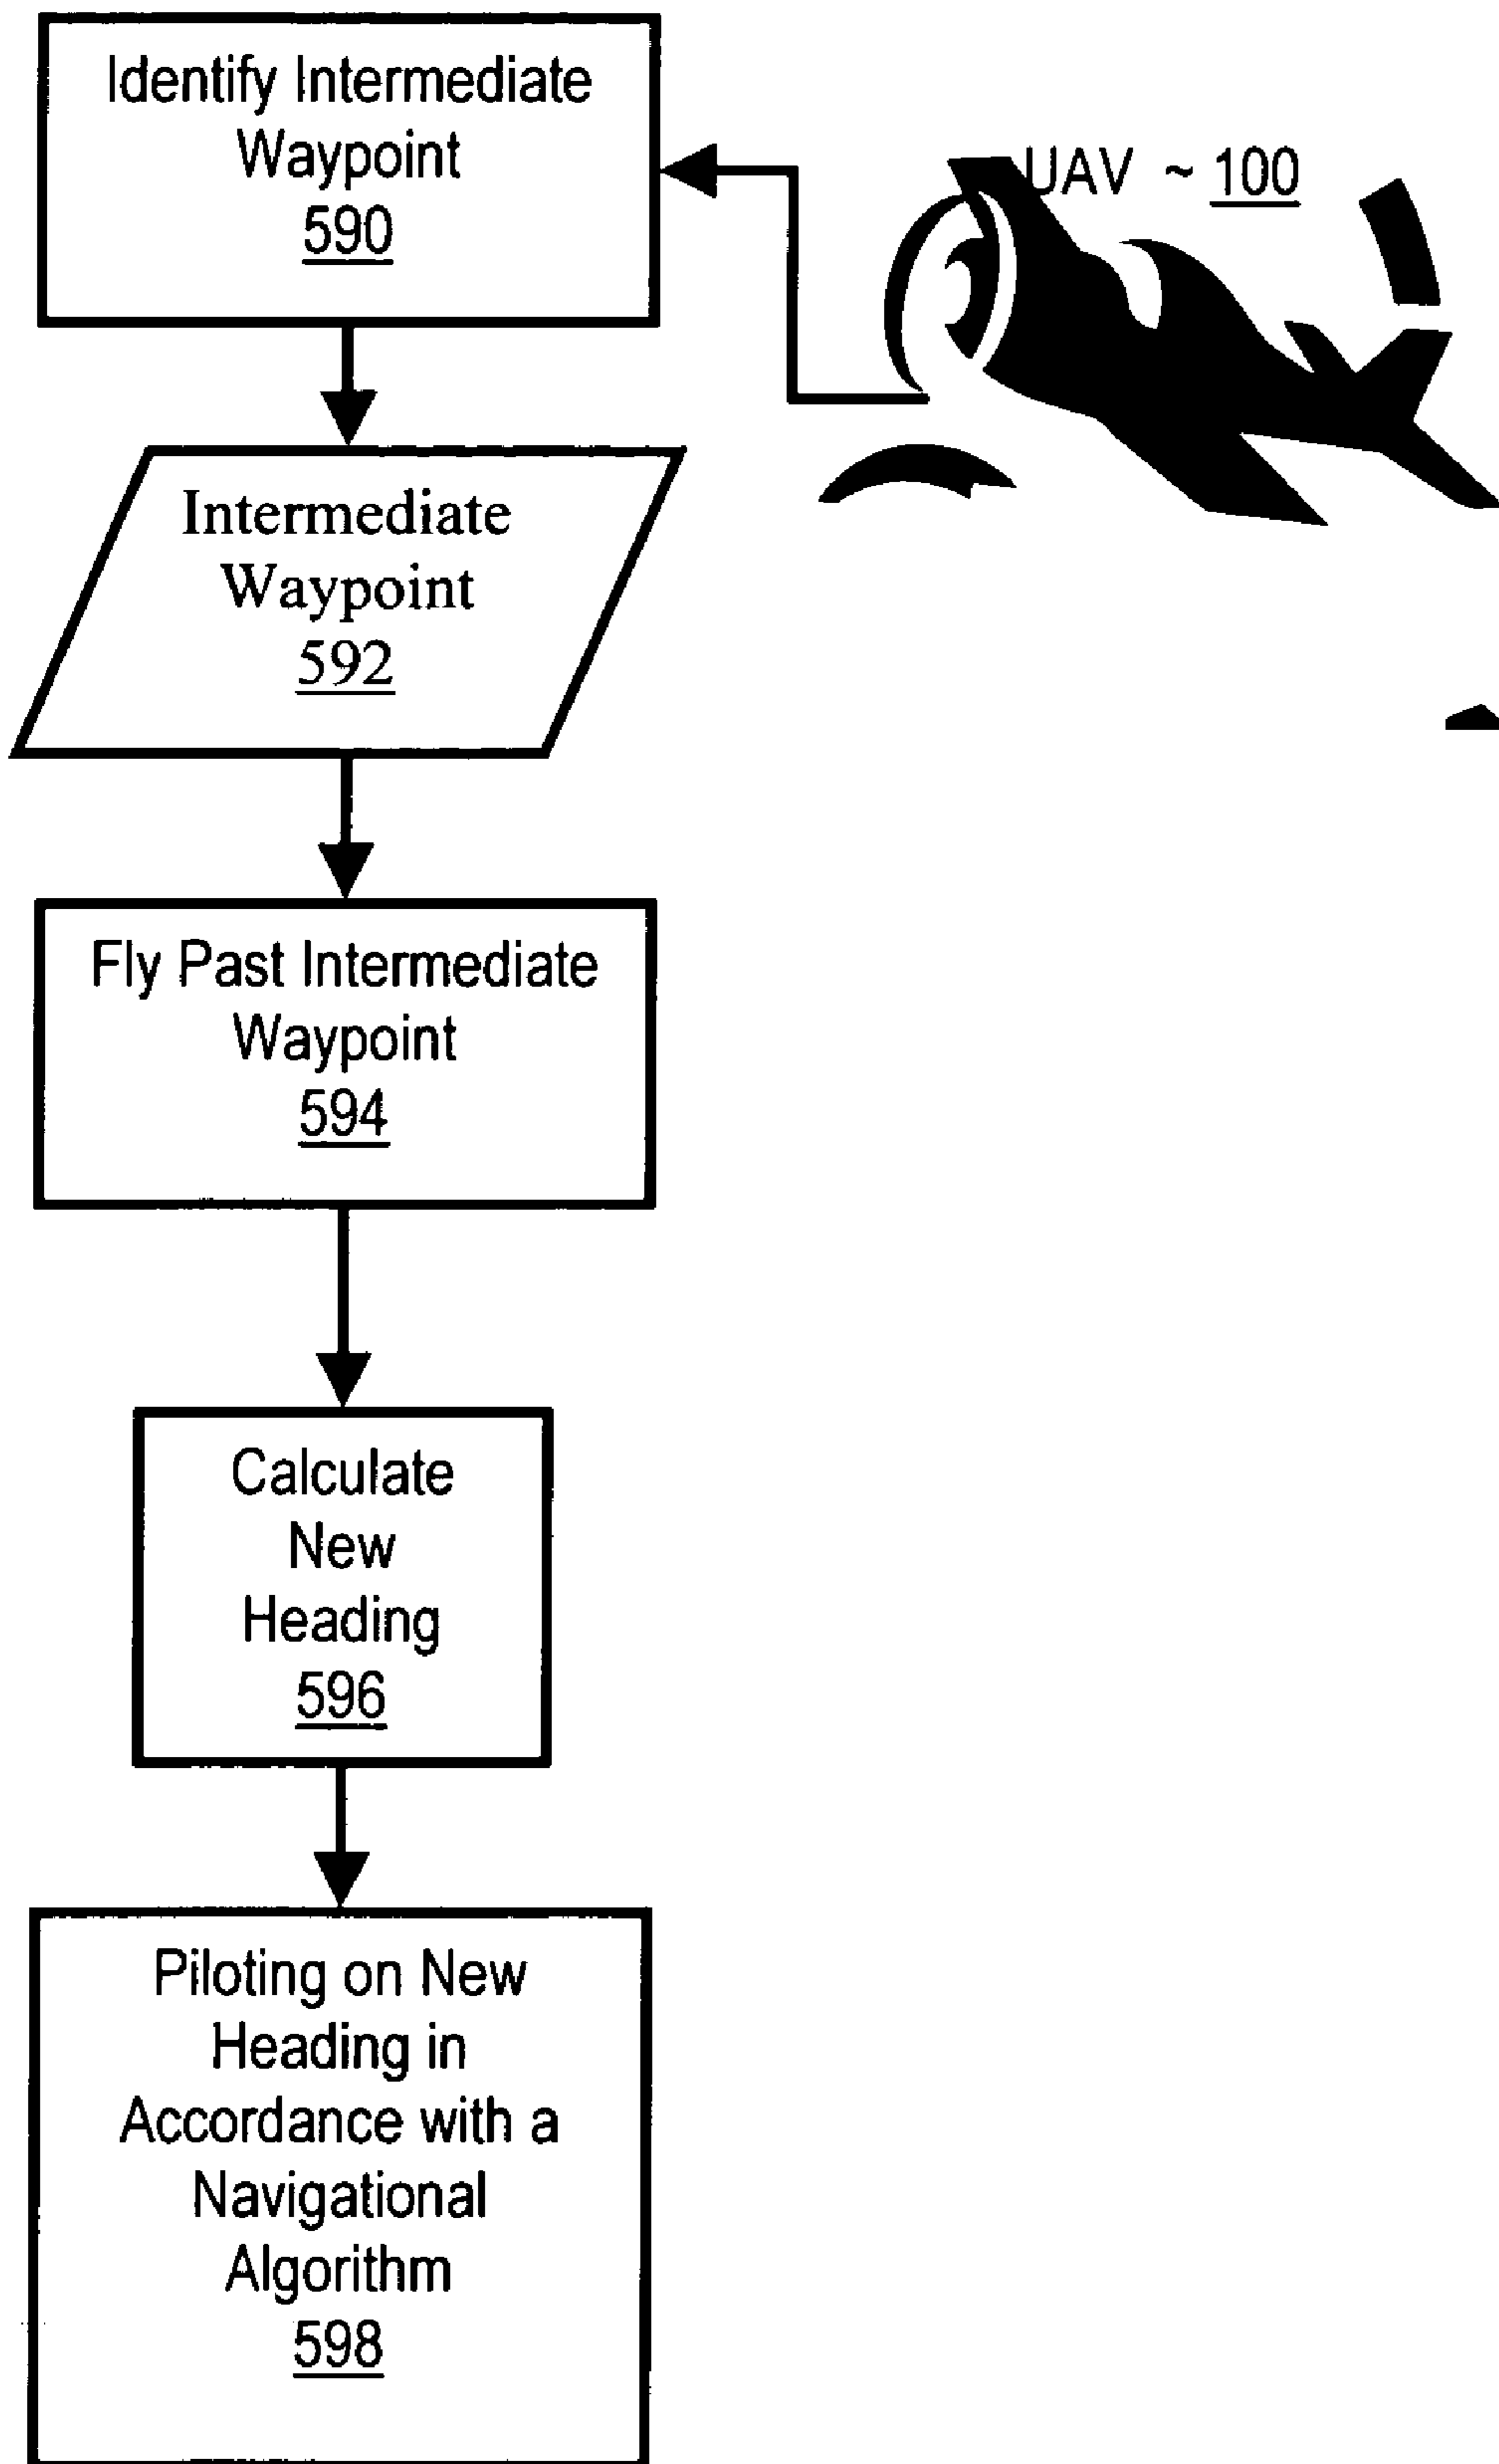 Identify Intermediate
Waypoint
590
UAV ~ 100
Intermediate
Waypoint
592
Fly Past Intermediate
Waypoint
594
Calculate
New
Heading
596
Piloting on New
Heading in
Accordance with a
Navigational
Algorithm
598